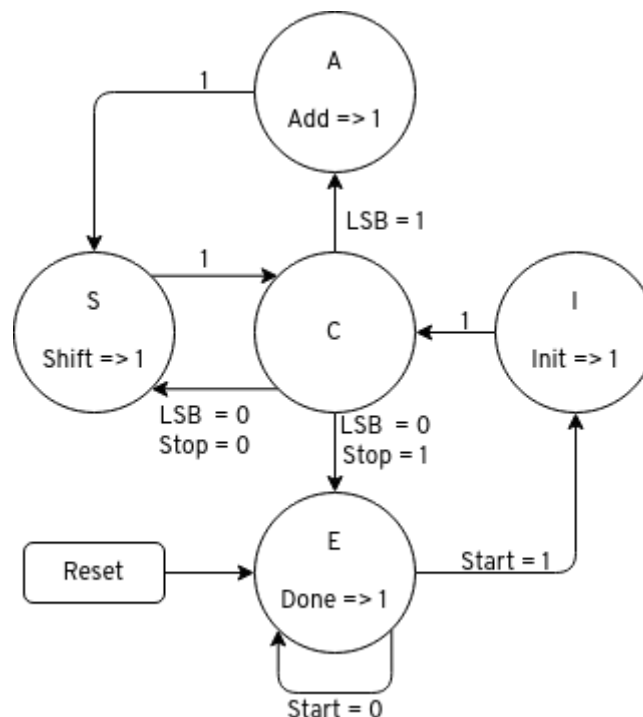 A
Add => 1
1
LSB = 1
S
Shift => 1
1
C
I
Init => 1
1
LSB = 0
Stop = 0
LSB = 0
Stop = 1
Reset
E
Done => 1
Start = 1
Start = 0